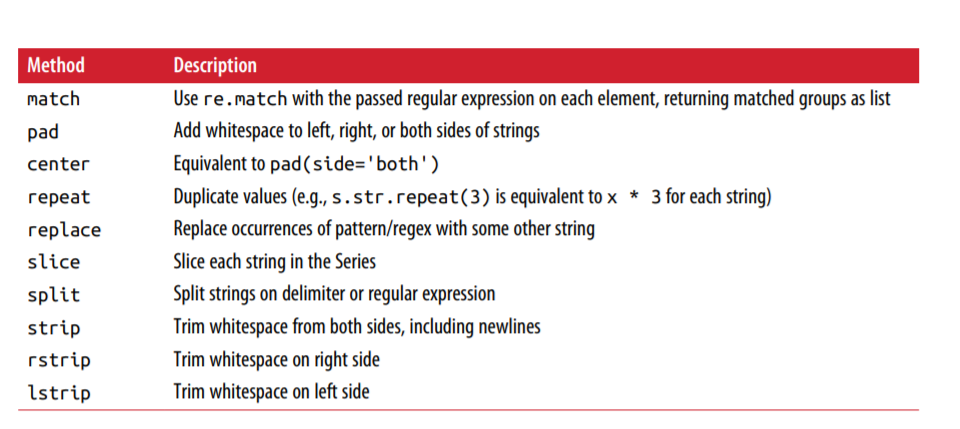 Method Description
match Use re.match with the passed regular expression on each element, returning matched groups as list
pad Add whitespace to left, right, or both sides of strings
center Equivalent to pad(side='both')
repeat Duplicate values (e.g., s.str.repeat(3) is equivalent to x * 3 for each string)
replace Replace occurrences of pattern/regex with some other string
slice Slice each string in the Series
split Split strings on delimiter or regular expression
strip Trim whitespace from both sides, including newlines
rstrip Trim whitespace on right side
lstrip Trim whitespace on left side